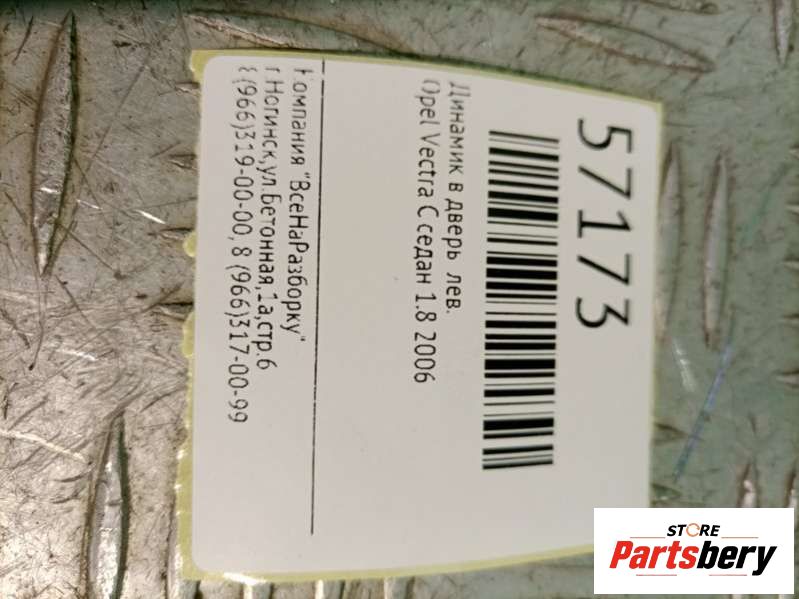 57173
Динамик в дверь лев.
Opel Vectra C седан 1.8 2006
Компания "ВсеНаРазборку"
г.Ногинск,ул.Бетонная,1а,стр.6
8 (966)319-00-00, 8 (966)317-00-99
STORE
Partsbery